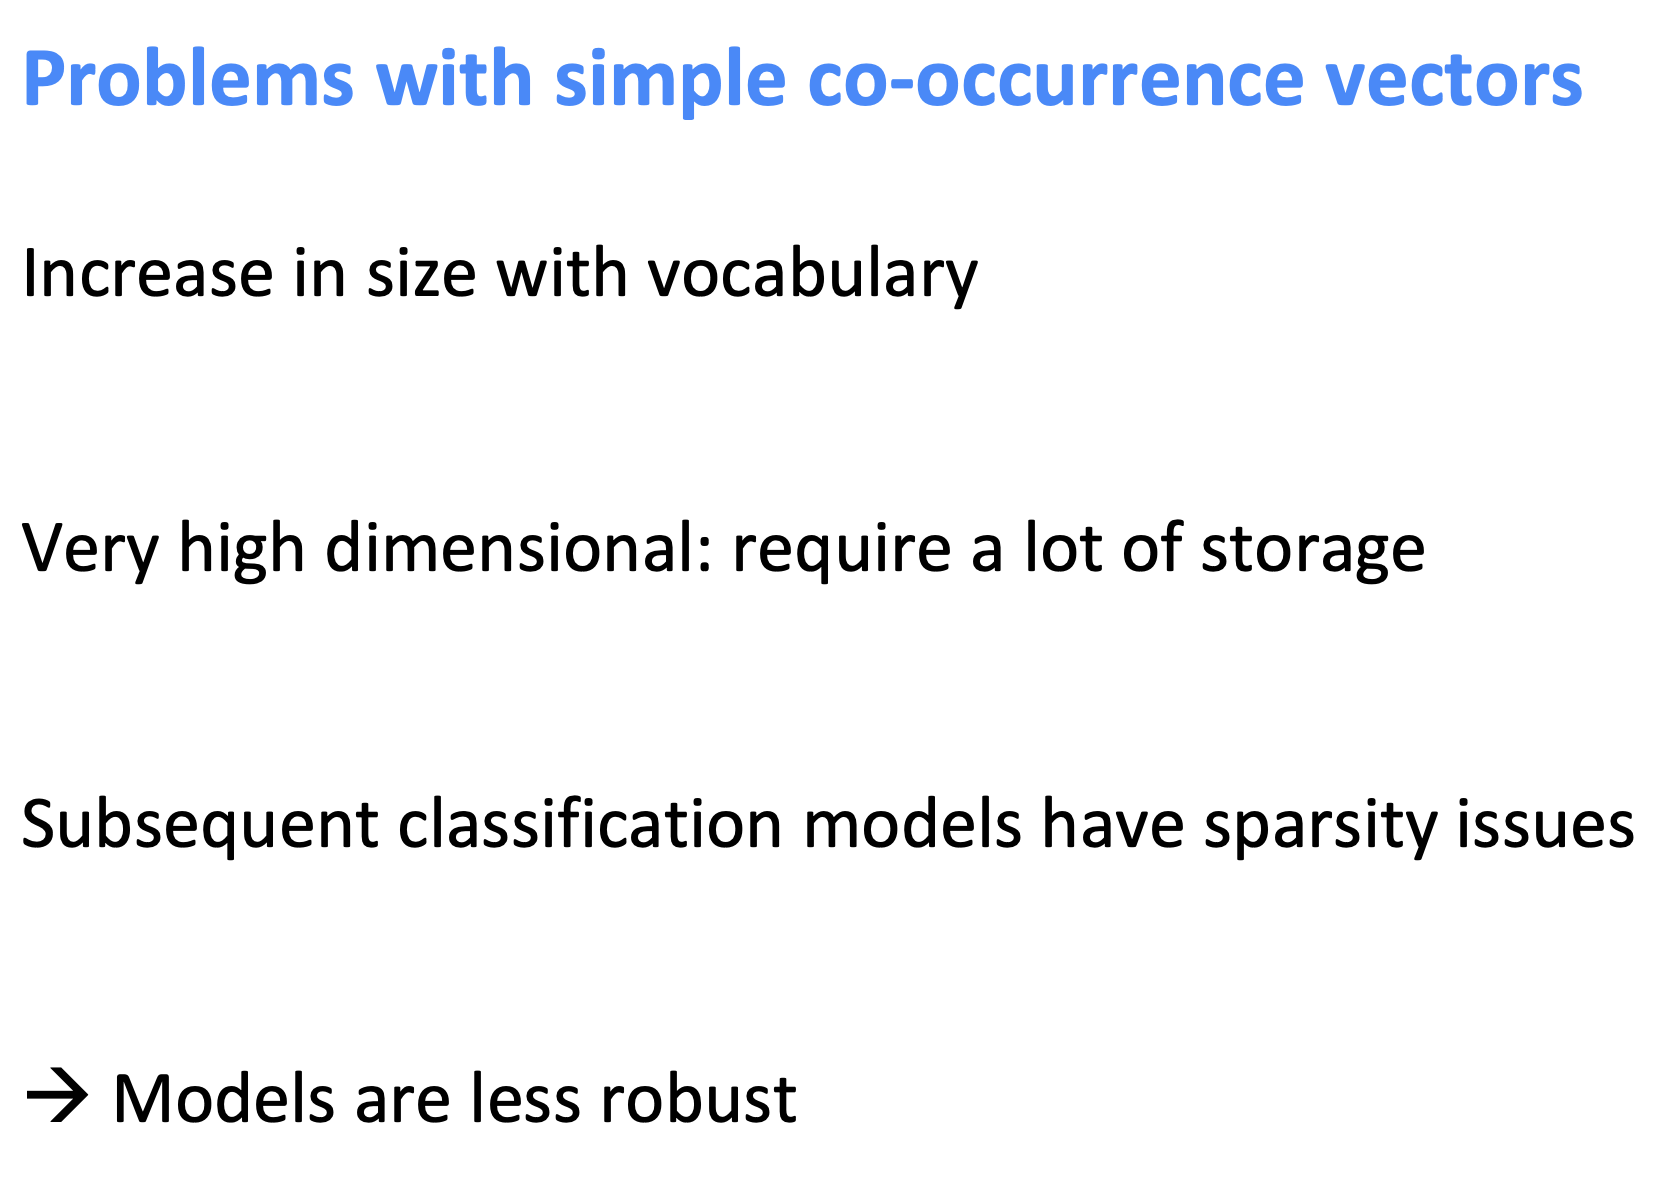 Problems with simple co-occurrence vectors
Increase in size with vocabulary
Very high dimensional: require a lot of storage
Subsequent classification models have sparsity issues
→ Models are less robust